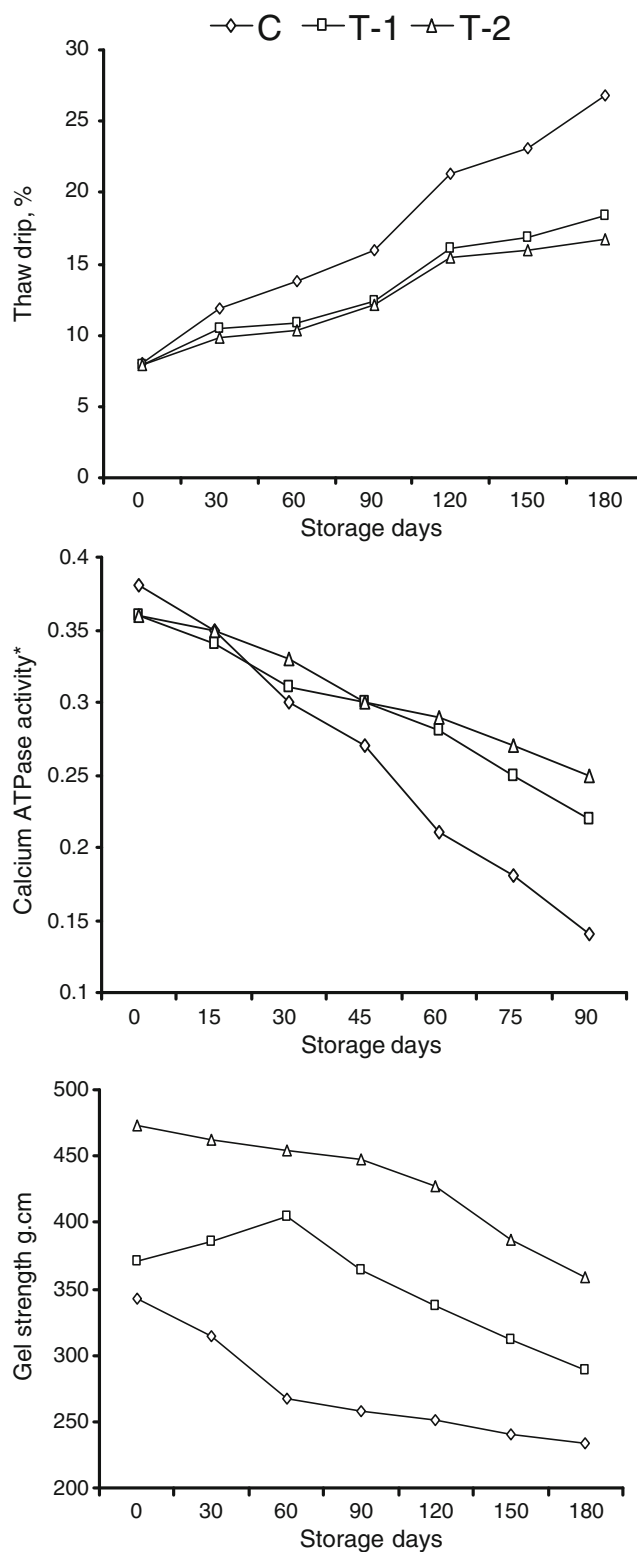 C T-1 T-2
30
25
20
15
10
5
0
Thaw drip, %
0 30 60 90 120 150 180
Storage days
0.4
0.35
0.3
0.25
0.2
0.15
0.1
Calcium ATPase activity*
0 15 30 45 60 75 90
Storage days
500
450
400
350
300
250
200
Gel strength g.cm
0 30 60 90 120 150 180
Storage days